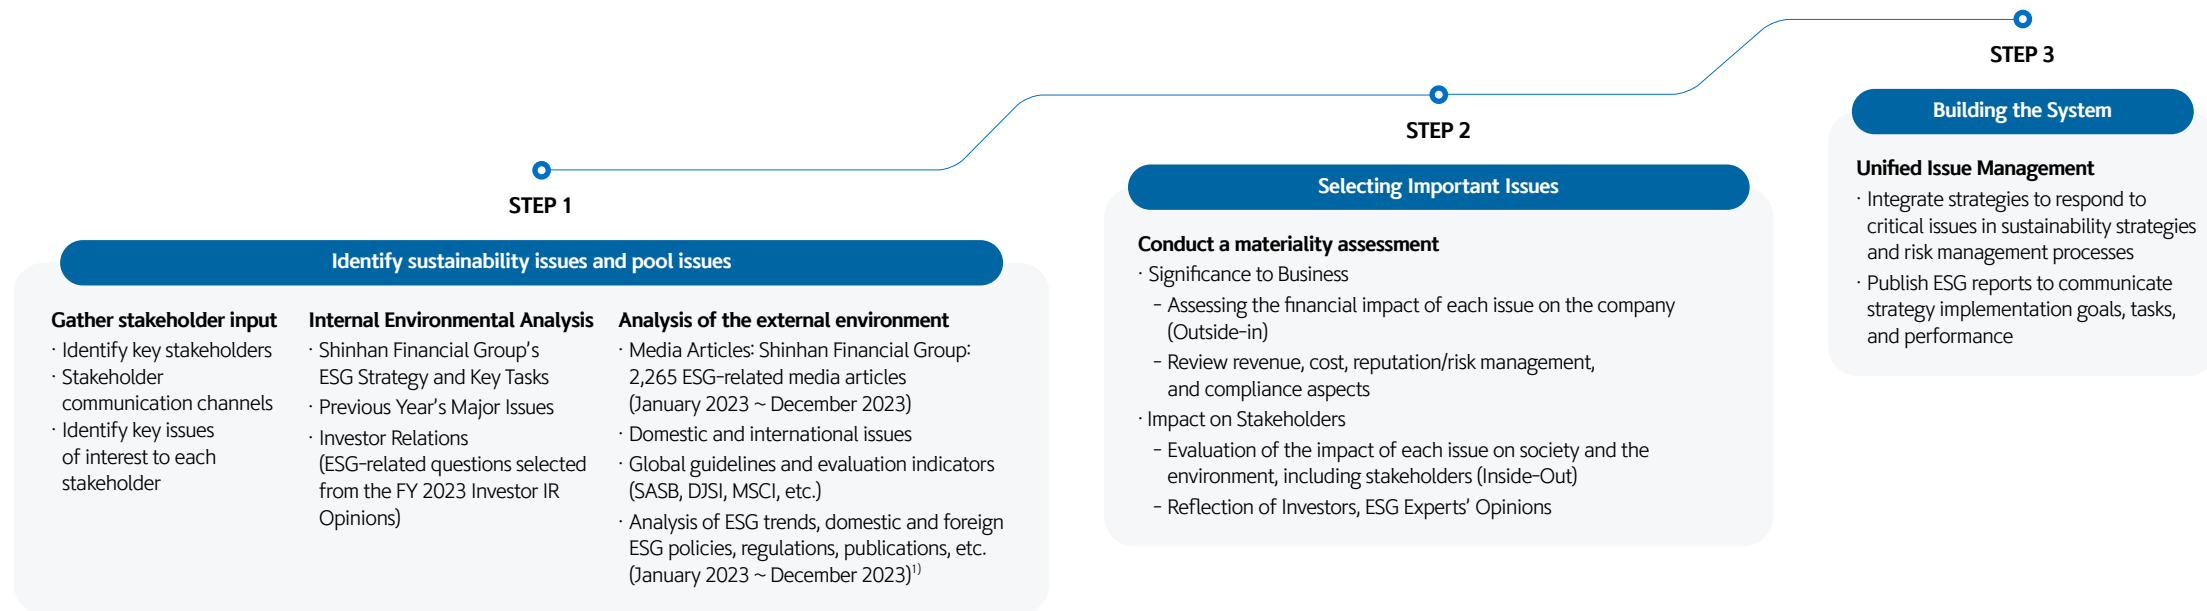 STEP 1
Identify sustainability issues and pool issues
Gather stakeholder input
· Identify key stakeholders
· Stakeholder
communication channels
· Identify key issues
of interest to each
stakeholder
Internal Environmental Analysis
· Shinhan Financial Group's
ESG Strategy and Key Tasks
· Previous Year's Major Issues
· Investor Relations
(ESG-related questions selected
from the FY 2023 Investor IR
Opinions)
Analysis of the external environment
· Media Articles: Shinhan Financial Group:
2,265 ESG-related media articles
(January 2023 ~ December 2023)
· Domestic and international issues
· Global guidelines and evaluation indicators
(SASB, DJSI, MSCI, etc.)
· Analysis of ESG trends, domestic and foreign
ESG policies, regulations, publications, etc.
(January 2023 ~ December 2023)1)
STEP 2
Selecting Important Issues
Conduct a materiality assessment
· Significance to Business
- Assessing the financial impact of each issue on the company
(Outside-in)
- Review revenue, cost, reputation/risk management,
and compliance aspects
· Impact on Stakeholders
- Evaluation of the impact of each issue on society and the
environment, including stakeholders (Inside-Out)
- Reflection of Investors, ESG Experts' Opinions
STEP 3
Building the System
Unified Issue Management
· Integrate strategies to respond to
critical issues in sustainability strategies
and risk management processes
· Publish ESG reports to communicate
strategy implementation goals, tasks,
and performance